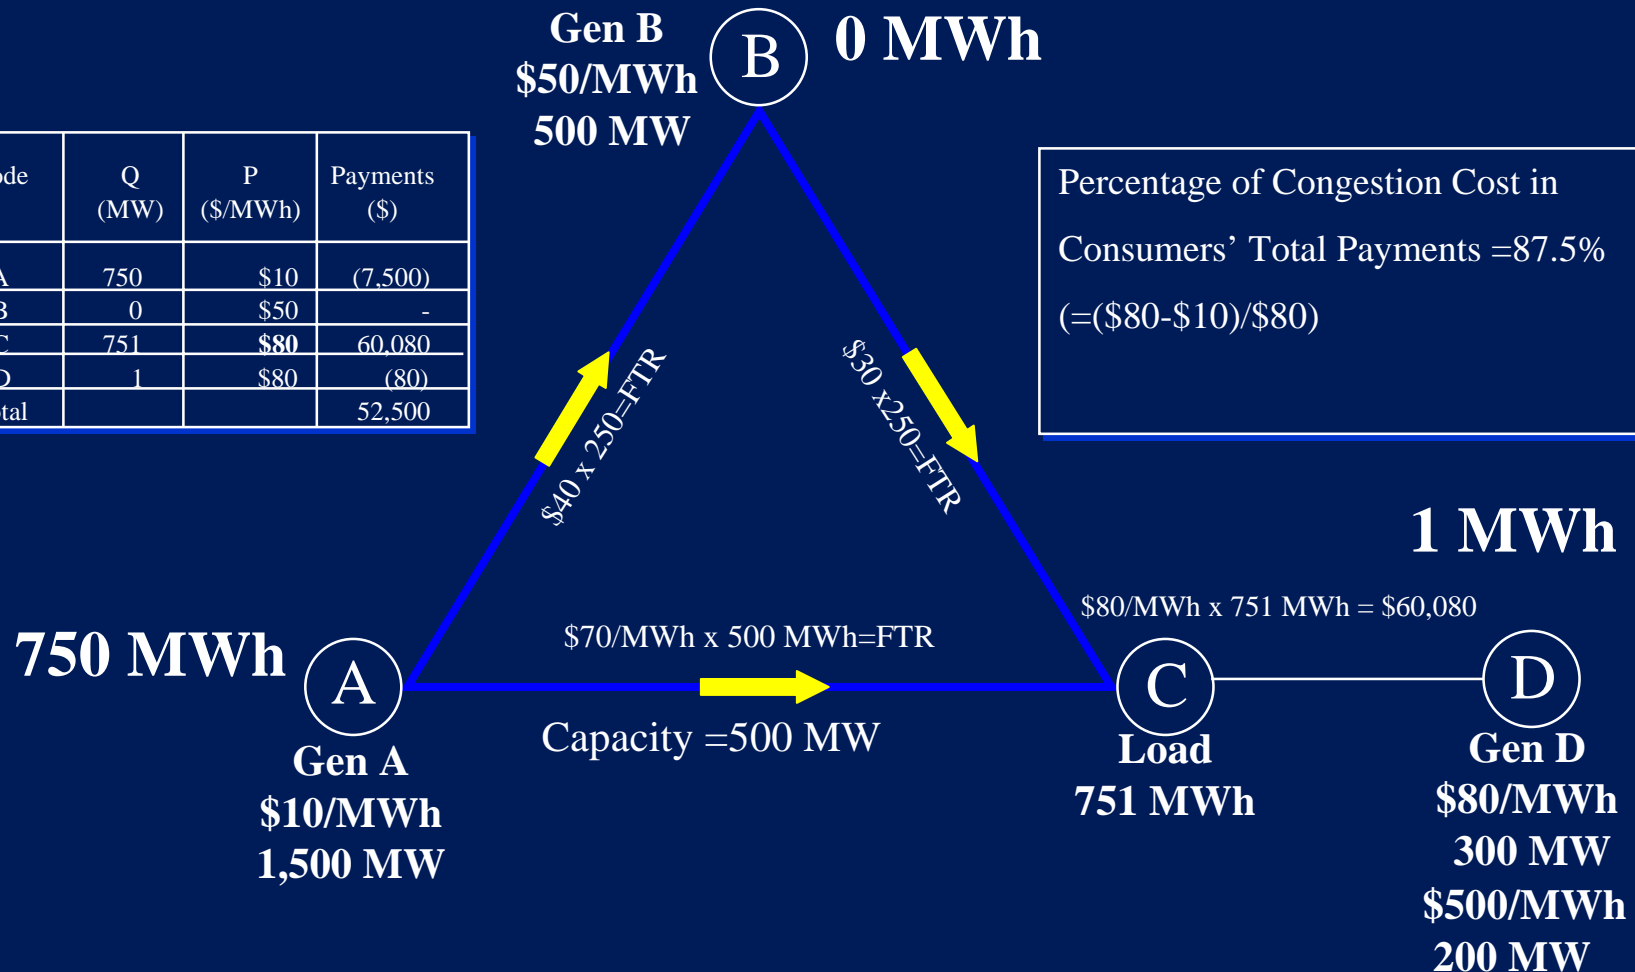 Gen B
$50/MWh
500 MW
B
0 MWh
ode Q P Payments
(MW) ($/MWh) ($)
A 750 $10 (7,500)
B 0 $50 -
C 751 $80 60,080
D 1 $80 (80)
otal 52,500
Percentage of Congestion Cost in
Consumers’ Total Payments =87.5%
(=($80-$10)/$80)
$40 x 250=FTR
$30 x250=FTR
1 MWh
$80/MWh x 751 MWh = $60,080
750 MWh
A
$70/MWh x 500 MWh=FTR
C
D
Capacity =500 MW
Gen A
$10/MWh
1,500 MW
Load
751 MWh
Gen D
$80/MWh
300 MW
$500/MWh
200 MW